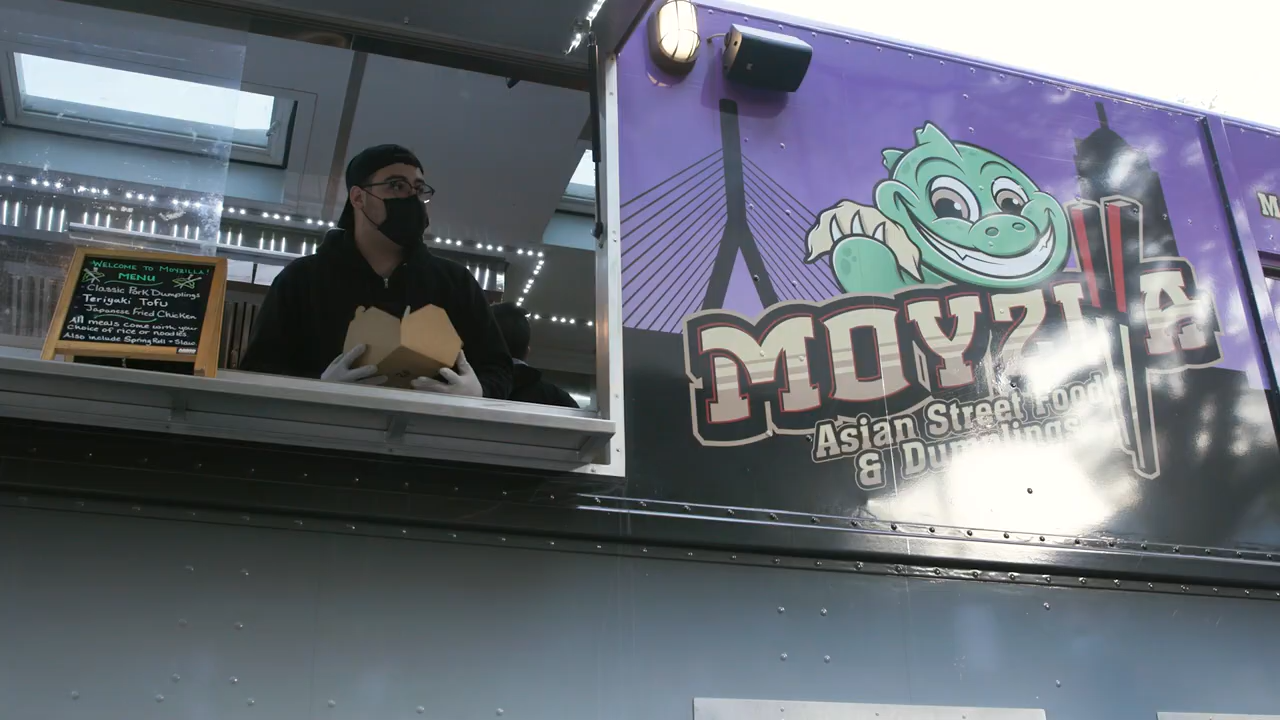 WELCOME TO MOYZILLA!
MENU
Classic Pork Dumplings
Teriyaki Tofu
Japanese Fried Chicken
All meals come with your
choice of rice or noodles
Also include Spring Roll + Slaw
MOYZILLA
Asian Street Food
& Dumplings